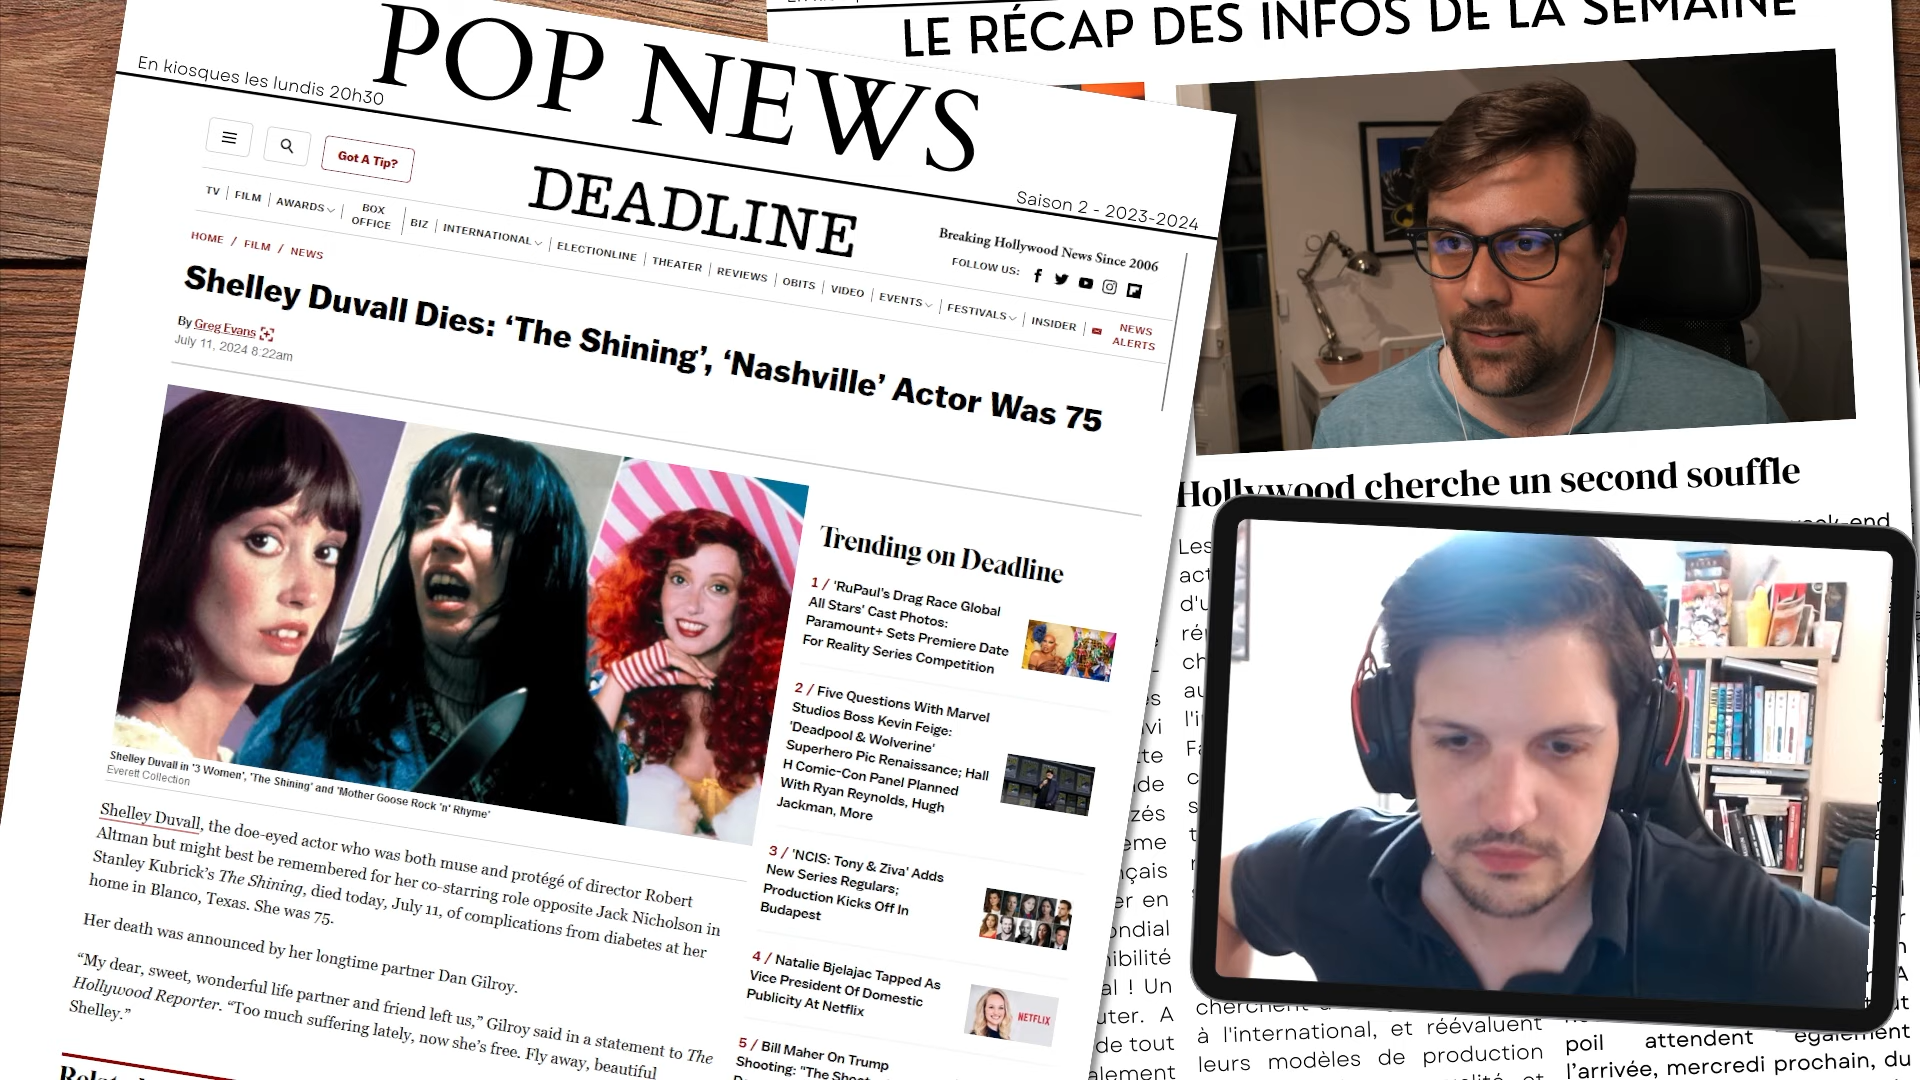 POP NEWS
En kiosques les lundis 20h30
Saison 2 - 2023-2024
Got A Tip?
DEADLINE
Breaking Hollywood News Since 2006
FOLLOW US:
TV
FILM
AWARDS
BOX
OFFICE
BIZ
INTERNATIONAL
ELECTIONLINE
THEATER
REVIEWS
OBITS
VIDEO
EVENTS
FESTIVALS
INSIDER
NEWS
ALERTS
HOME / FILM / NEWS
Shelley Duvall Dies: ‘The Shining’, ‘Nashville’ Actor Was 75
By Greg Evans
July 11, 2024 8:22am
Shelley Duvall in '3 Women', 'The Shining' and 'Mother Goose Rock 'n' Rhyme'
Everett Collection
Shelley Duvall, the doe-eyed actor who was both muse and protégé of director Robert
Altman but might best be remembered for her co-starring role opposite Jack Nicholson in
Stanley Kubrick’s The Shining, died today, July 11, of complications from diabetes at her
home in Blanco, Texas. She was 75.
Her death was announced by her longtime partner Dan Gilroy.
“My dear, sweet, wonderful life partner and friend left us,” Gilroy said in a statement to The
Hollywood Reporter. “Too much suffering lately, now she’s free. Fly away, beautiful
Shelley.”
Trending on Deadline
1 / 'RuPaul's Drag Race Global
All Stars' Cast Photos:
Paramount+ Sets Premiere Date
For Reality Series Competition
2 / Five Questions With Marvel
Studios Boss Kevin Feige:
'Deadpool & Wolverine'
Superhero Pic Renaissance; Hall
H Comic-Con Panel Planned
With Ryan Reynolds, Hugh
Jackman, More
3 / 'NCIS: Tony & Ziva' Adds
New Series Regulars;
Production Kicks Off In
Budapest
4 / Natalie Bjelajac Tapped As
Vice President Of Domestic
Publicity At Netflix
NETFLIX
5 / Bill Maher On Trump
Shooting: "The
LE RÉCAP DES INFOS DE LA SEMAINE
Hollywood cherche un second souffle
Les
cherchent
à l'international, et réévaluent
leurs modèles de production
poil attendent également
l’arrivée, mercredi prochain, du